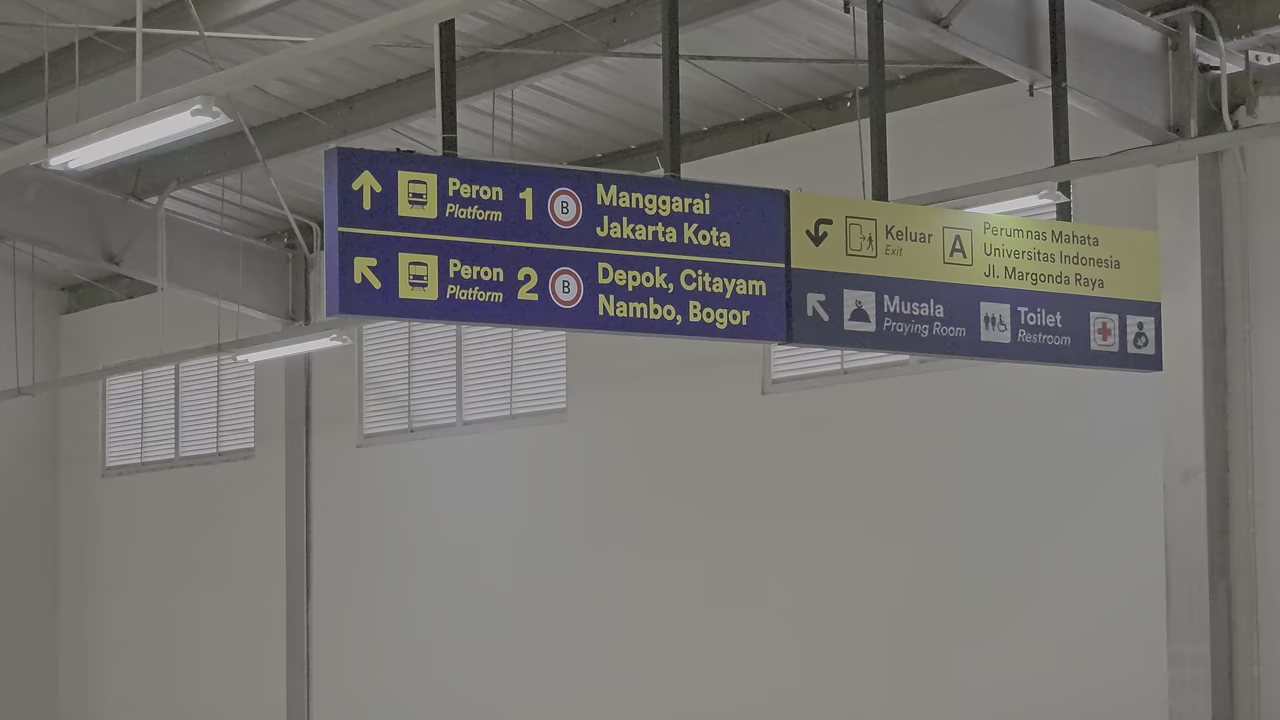 Peron 1 B Manggarai
Platform Jakarta Kota
Peron 2 B Depok, Citayam
Platform Nambo, Bogor
Keluar A Perumnas Mahata
Exit Universitas Indonesia
Jl. Margonda Raya
Musala Toilet
Praying Room Restroom